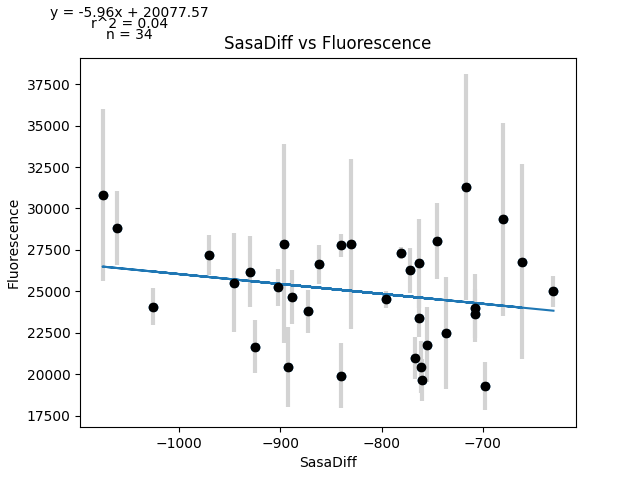 y = -5.96x + 20077.57
r^2 = 0.04
n = 34
SasaDiff vs Fluorescence
37500
35000
32500
30000
27500
25000
22500
20000
17500
Fluorescence
−1000
−900
−800
−700
SasaDiff